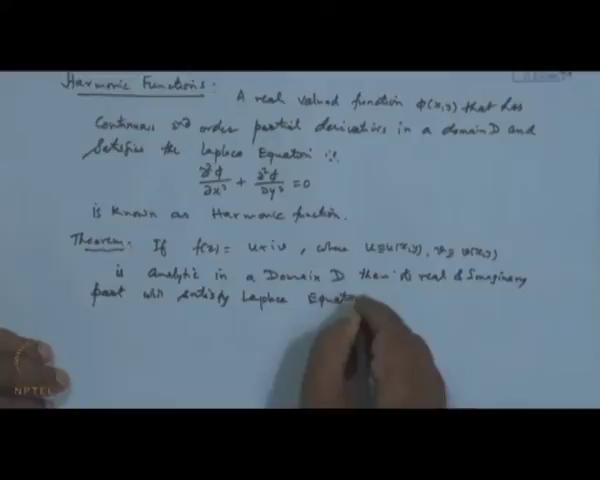 Harmonic Functions:
A real valued function φ(x,y) that has
Continuous 2nd order partial derivatives in a domain D and
Satisfies the Laplace Equation i.e.
∂²φ/∂x² + ∂²φ/∂y² = 0
is known as Harmonic function.
Theorem: If f(z) = u+iv, where u≡u(x,y), v≡v(x,y)
is analytic in a Domain D then its real & Imaginary
part will satisfy Laplace Equatio
NPTEL